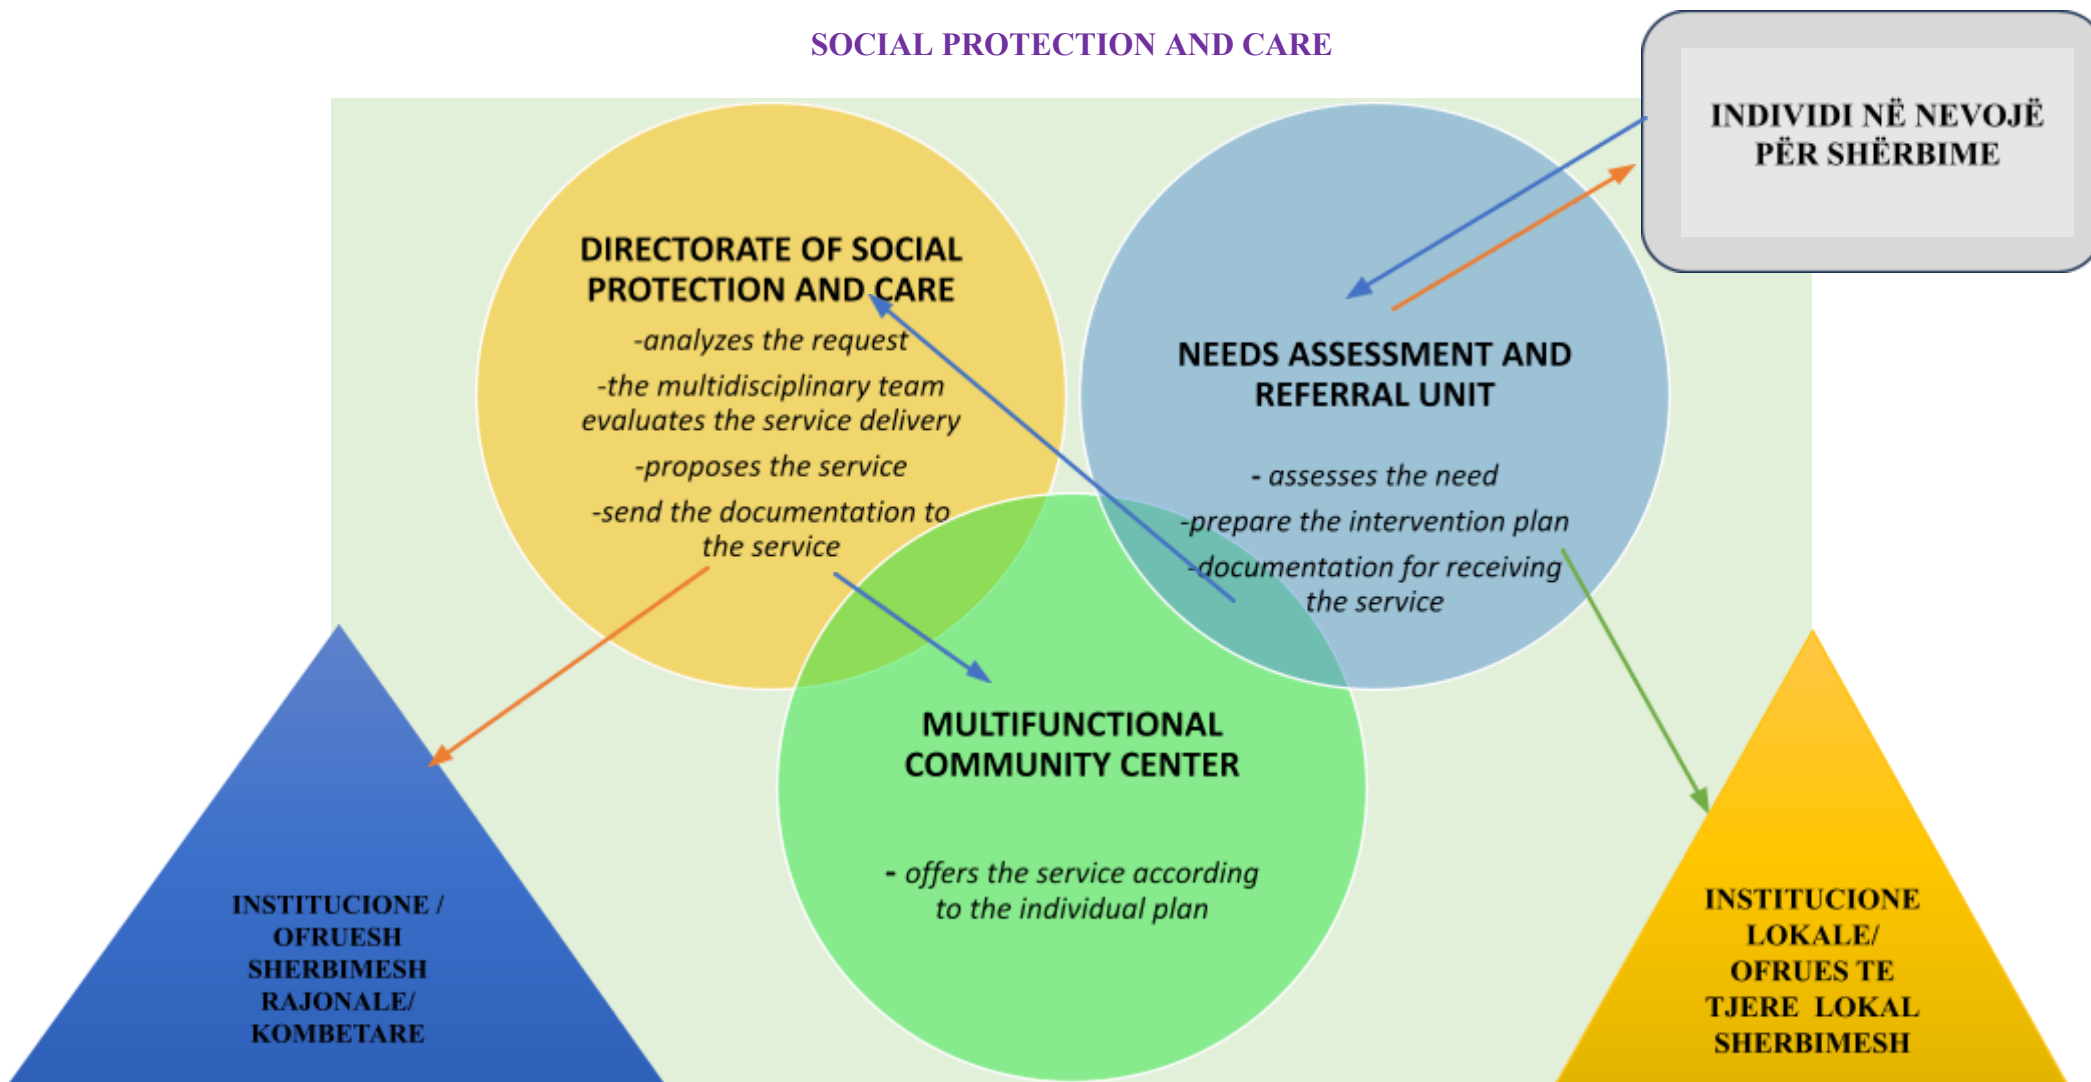 SOCIAL PROTECTION AND CARE
INDIVIDI NË NEVOJË
PËR SHËRBIME
DIRECTORATE OF SOCIAL
PROTECTION AND CARE
-analyzes the request
-the multidisciplinary team
evaluates the service delivery
-proposes the service
-send the documentation to
the service
NEEDS ASSESSMENT AND
REFERRAL UNIT
- assesses the need
-prepare the intervention plan
-documentation for receiving
the service
MULTIFUNCTIONAL
COMMUNITY CENTER
- offers the service according
to the individual plan
INSTITUCIONE /
OFRUESH
SHERBIMESH
RAJONALE/
KOMBETARE
INSTITUCIONE
LOKALE/
OFRUES TE
TJERE LOKAL
SHERBIMESH